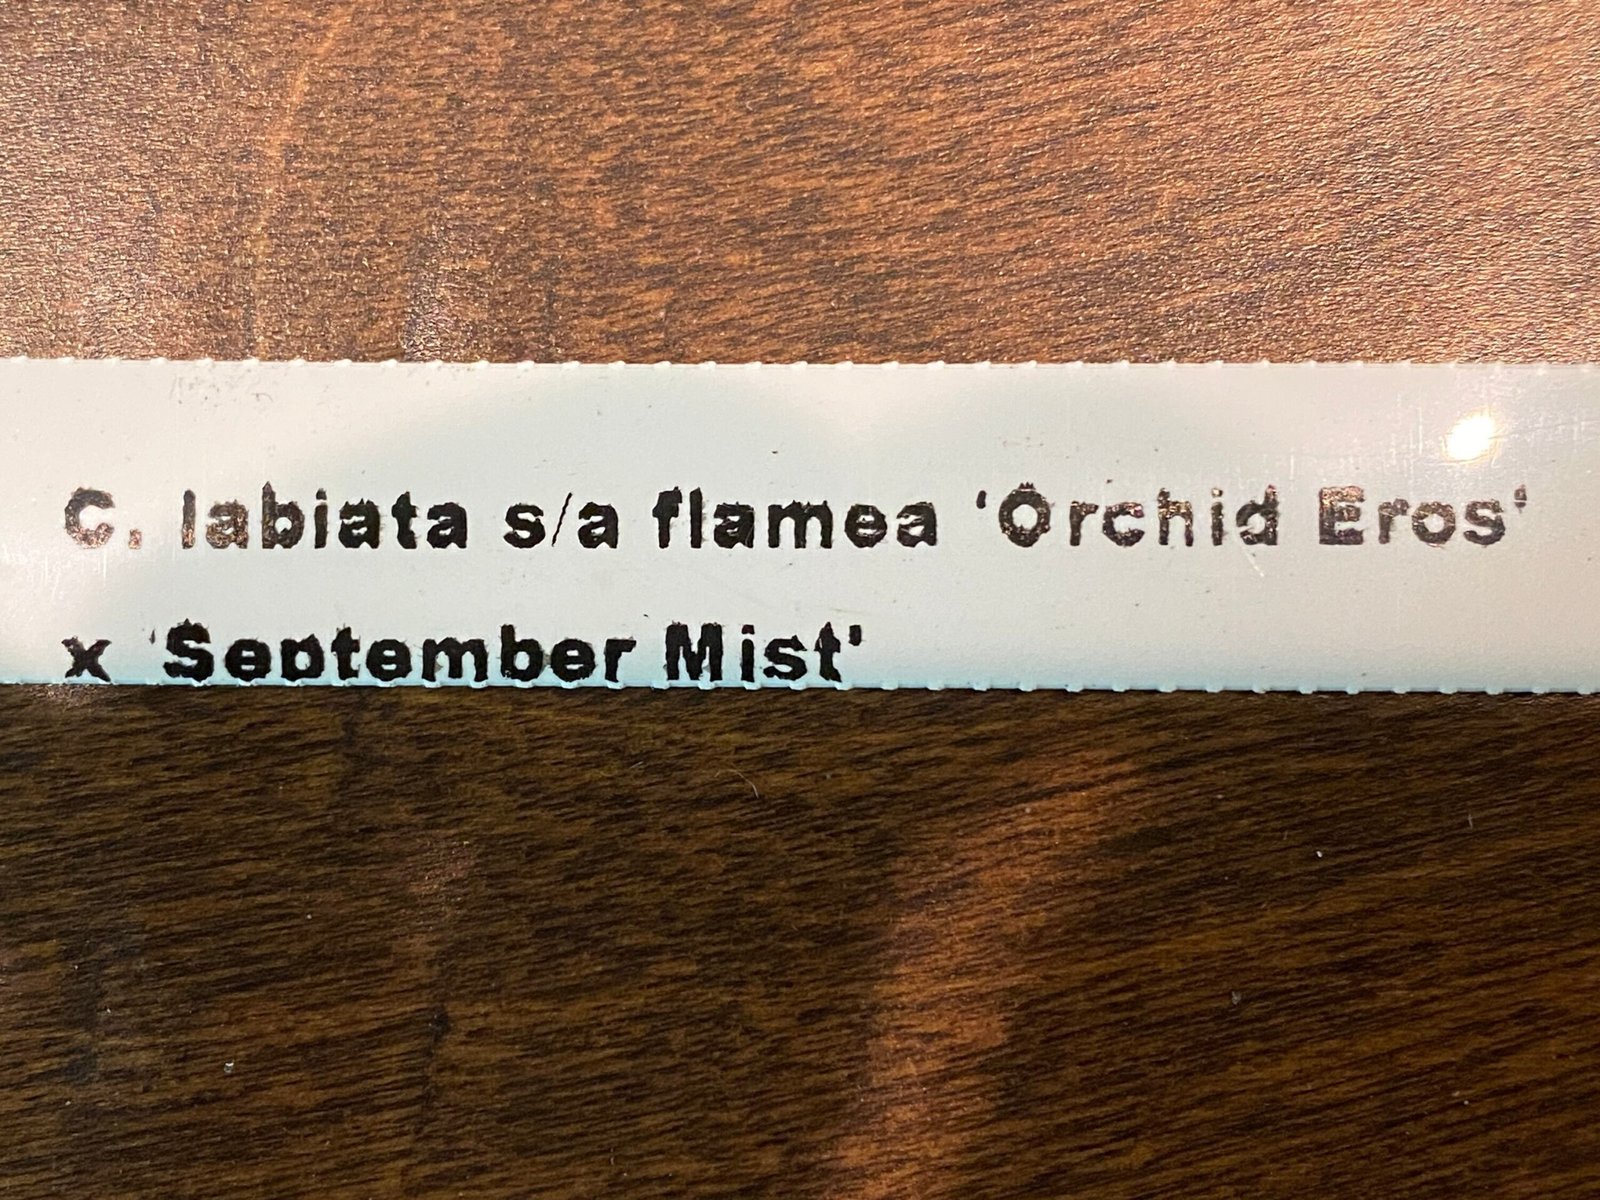 C. labiata s/a flamea ‘Orchid Eros’
x ‘September Mist’